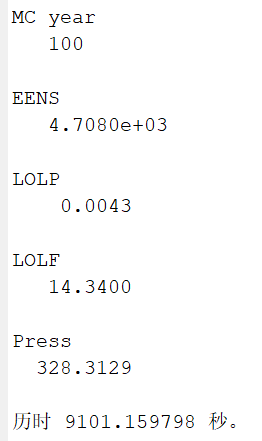 MC year
100
EENS
4.7080e+03
LOLP
0.0043
LOLF
14.3400
Press
328.3129
历时 9101.159798 秒。